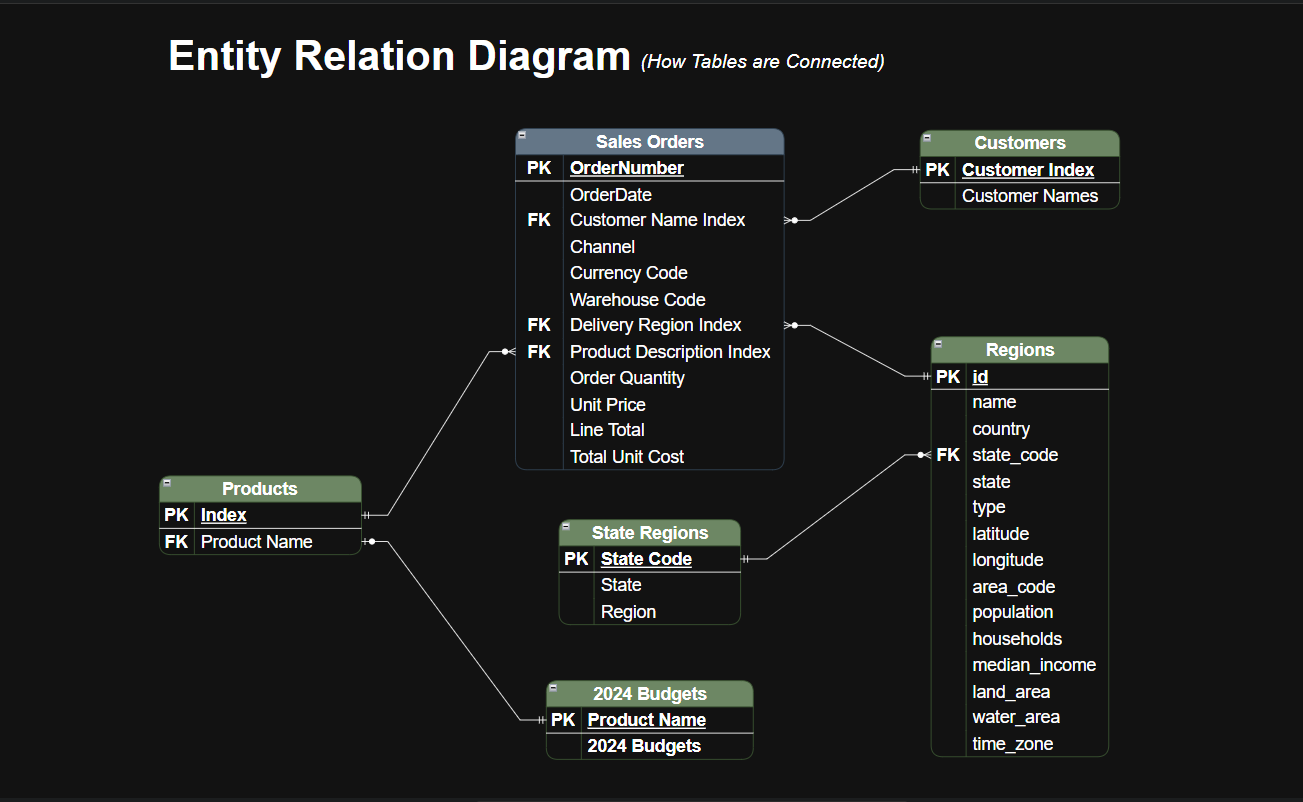 Entity Relation Diagram (How Tables are Connected)
Sales Orders
PK OrderNumber
OrderDate
FK Customer Name Index
Channel
Currency Code
Warehouse Code
FK Delivery Region Index
FK Product Description Index
Order Quantity
Unit Price
Line Total
Total Unit Cost
Customers
PK Customer Index
Customer Names
Regions
PK id
name
country
FK state_code
state
type
latitude
longitude
area_code
population
households
median_income
land_area
water_area
time_zone
Products
PK Index
FK Product Name
State Regions
PK State Code
State
Region
2024 Budgets
PK Product Name
2024 Budgets